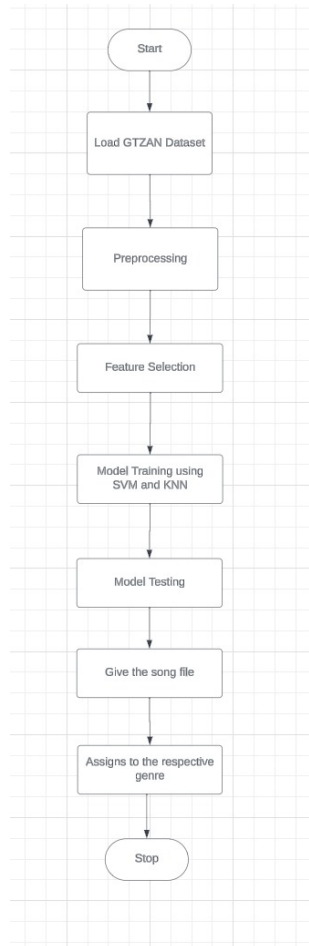 Start
Load GTZAN Dataset
Preprocessing
Feature Selection
Model Training using
SVM and KNN
Model Testing
Give the song file
Assigns to the respective
genre
Stop